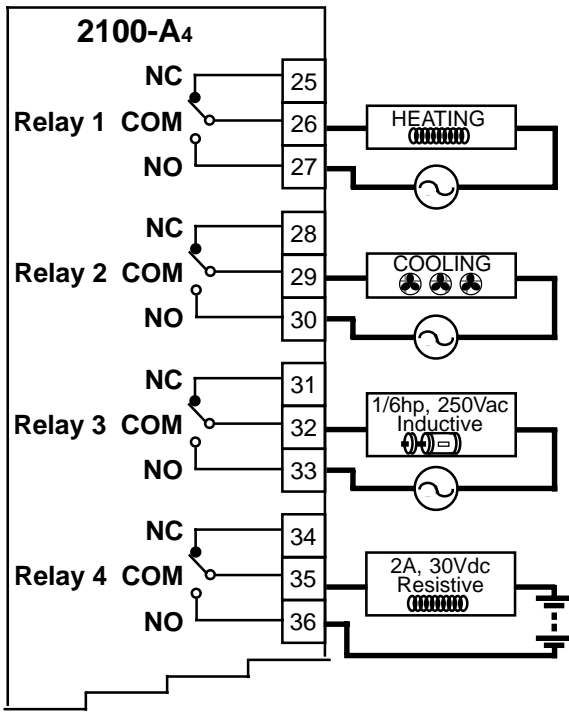 2100-A4
NC 25
Relay 1 COM 26 HEATING
NO 27
NC 28
Relay 2 COM 29 COOLING
NO 30
NC 31
1/6hp, 250Vac
Relay 3 COM 32 Inductive
NO 33
NC 34
2A, 30Vdc
Relay 4 COM 35 Resistive
NO 36